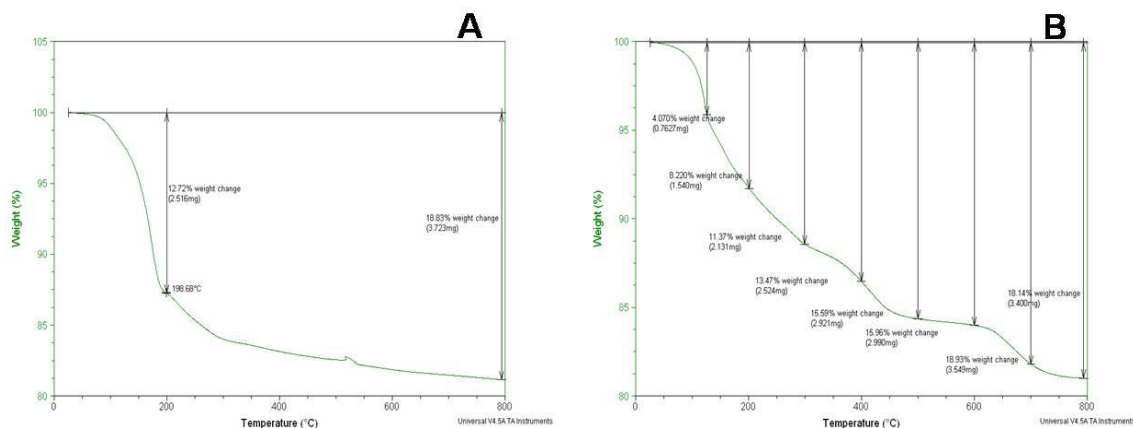 A
105
100
95
90
85
80
Weight (%)
12.72% weight change
(2.516mg)
198.68°C
18.83% weight change
(3.723mg)
0
200
400
600
800
Temperature (°C)
Universal V4.5A TA Instruments
B
100
95
90
85
80
Weight (%)
4.070% weight change
(0.7627mg)
8.220% weight change
(1.540mg)
11.37% weight change
(2.131mg)
13.47% weight change
(2.524mg)
15.59% weight change
(2.921mg)
15.96% weight change
(2.990mg)
18.14% weight change
(3.400mg)
18.93% weight change
(3.549mg)
0
200
400
600
800
Temperature (°C)
Universal V4.5A TA Instruments